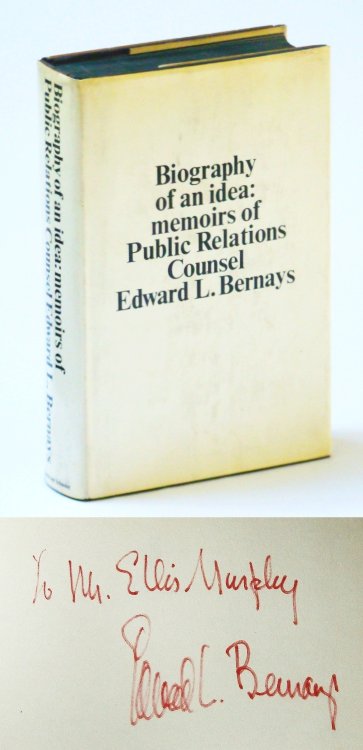 Biography
of an idea:
memoirs of
Public Relations
Counsel
Edward L. Bernays
Biography of an idea: memoirs of
Public Relations Counsel Edward L. Bernays
To Mr. Ellis Murphy
Edward L. Bernays